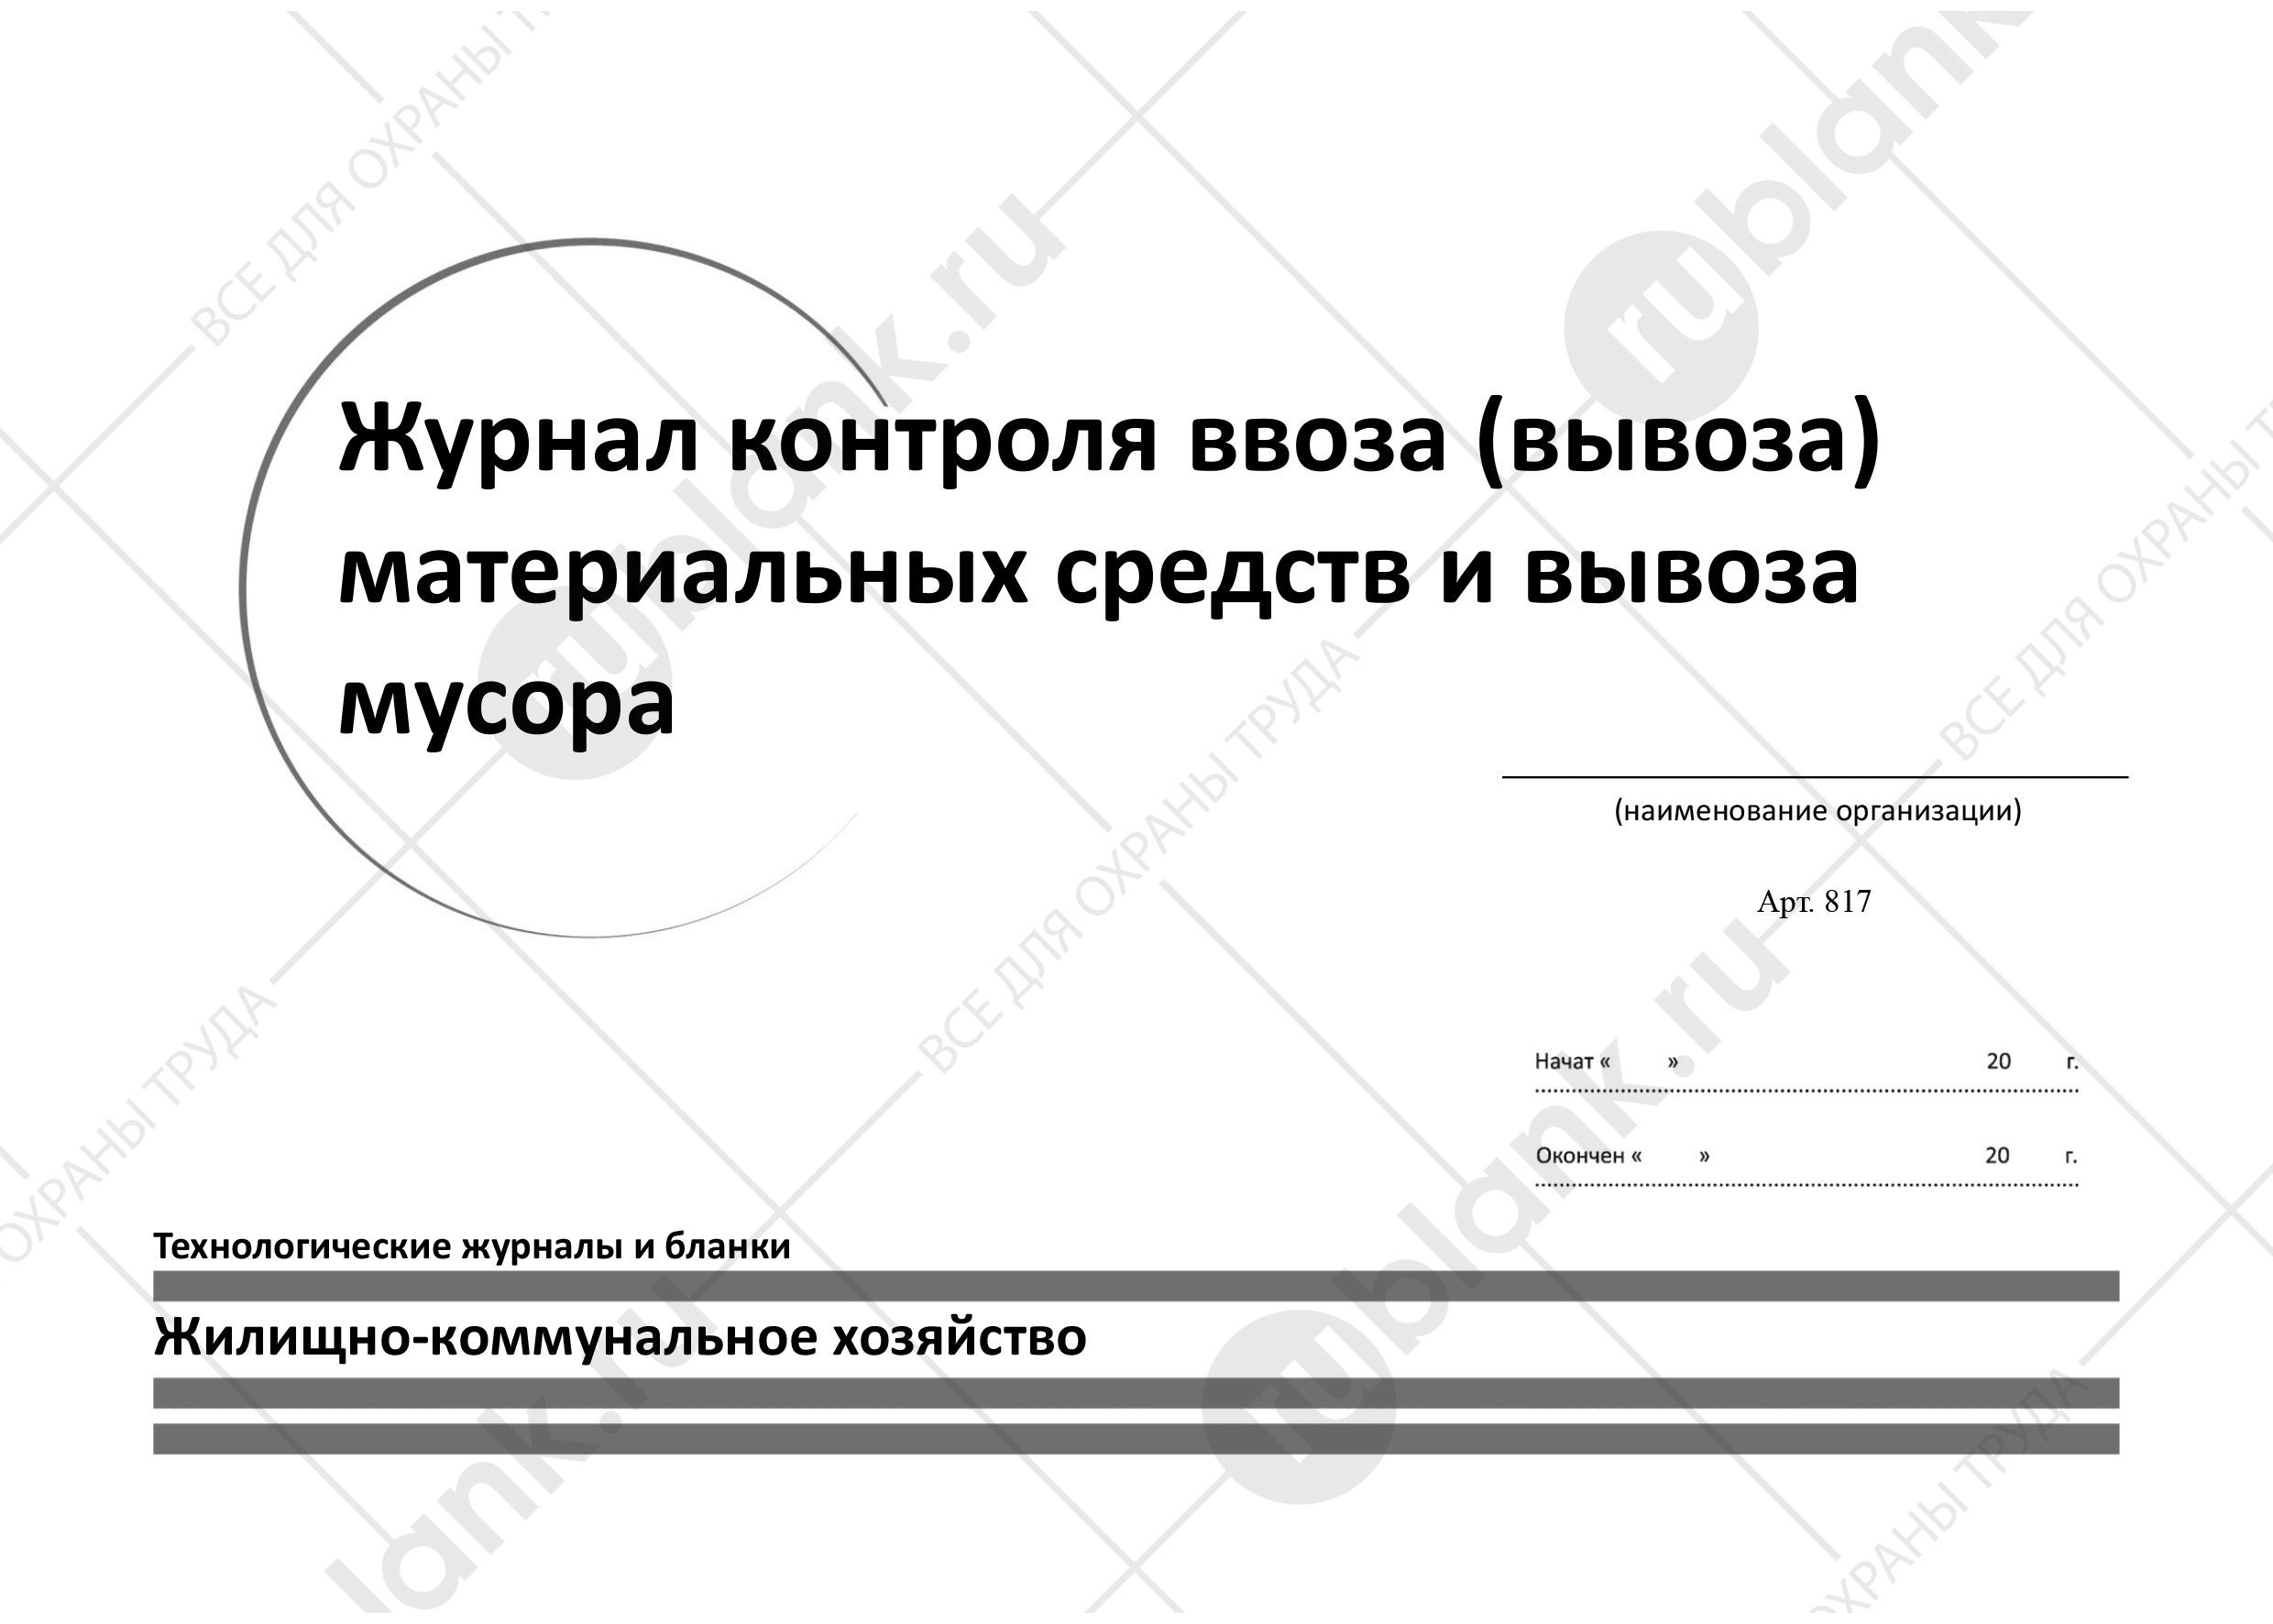 Журнал контроля ввоза (вывоза)
материальных средств и вывоза
мусора
(наименование организации)
Арт. 817
Начат « » 20 г.
Окончен « » 20 г.
Технологические журналы и бланки
Жилищно-коммунальное хозяйство
rublank.ru
ВСЕ ДЛЯ ОХРАНЫ ТРУДА